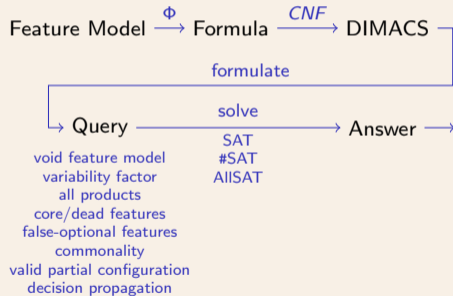 Φ CNF
Feature Model Formula DIMACS
formulate
solve
Query Answer
SAT
#SAT
AllSAT
void feature model
variability factor
all products
core/dead features
false-optional features
commonality
valid partial configuration
decision propagation